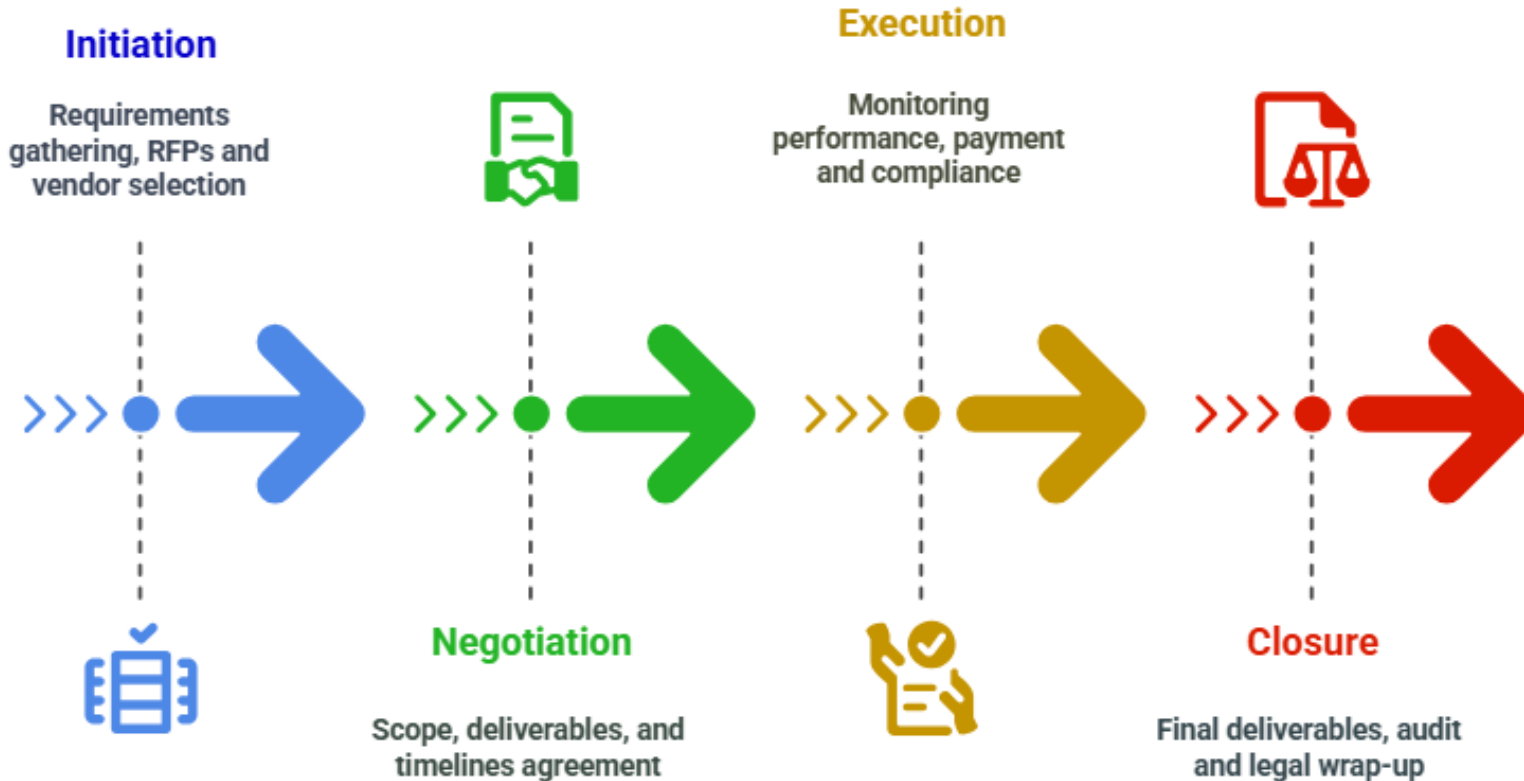 Initiation
Requirements
gathering, RFPs and
vendor selection
Negotiation
Scope, deliverables, and
timelines agreement
Execution
Monitoring
performance, payment
and compliance
Closure
Final deliverables, audit
and legal wrap-up